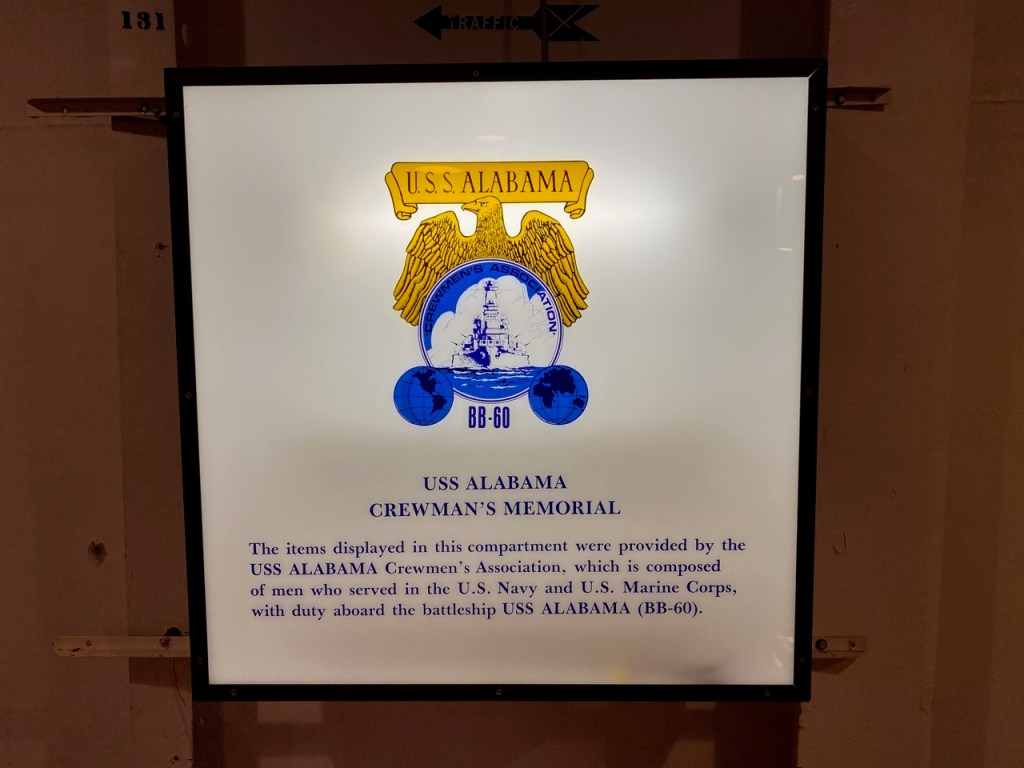 131
TRAFFIC
U.S.S. ALABAMA
CREWMEN'S ASSOCIATION
BB-60
USS ALABAMA
CREWMAN'S MEMORIAL
The items displayed in this compartment were provided by the
USS ALABAMA Crewmen's Association, which is composed
of men who served in the U.S. Navy and U.S. Marine Corps,
with duty aboard the battleship USS ALABAMA (BB-60).